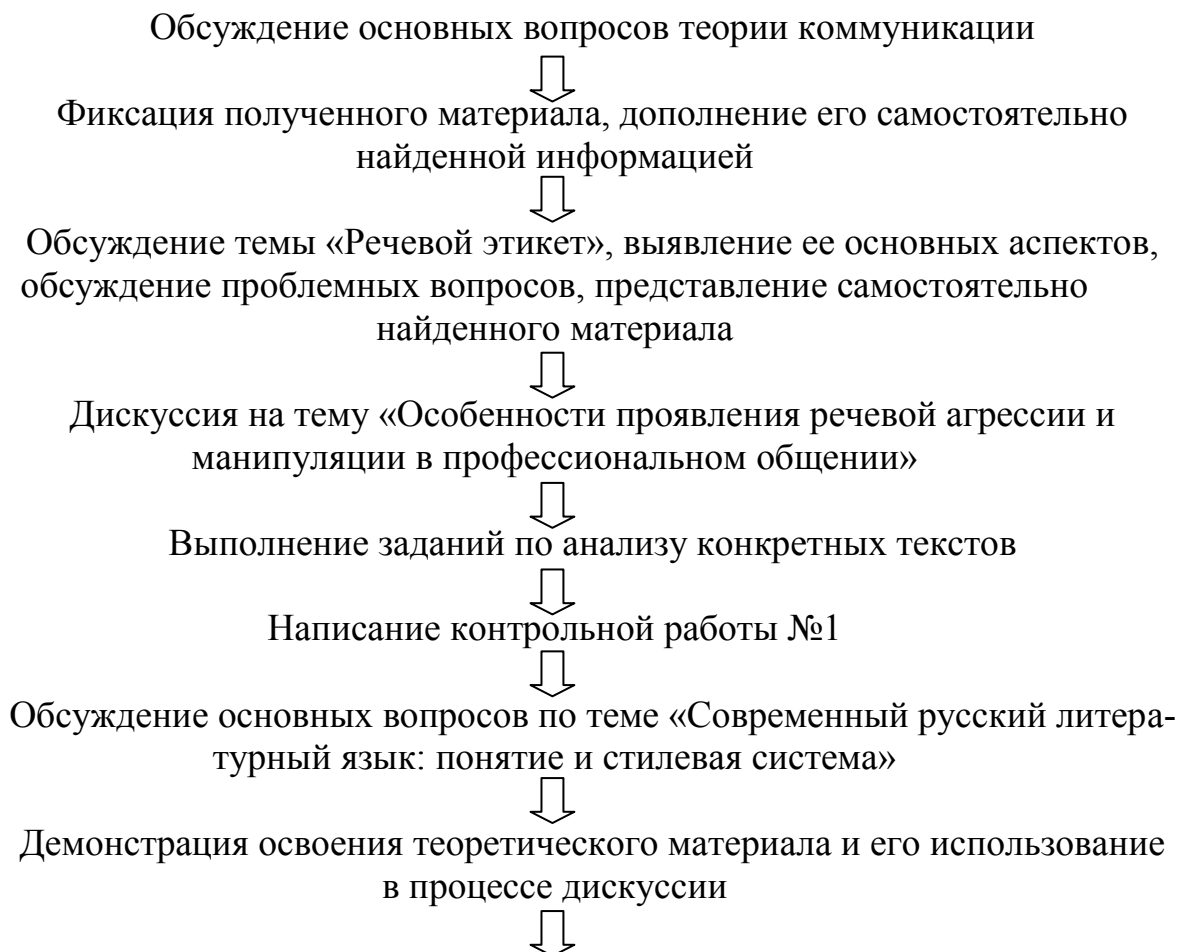 Обсуждение основных вопросов теории коммуникации
Фиксация полученного материала, дополнение его самостоятельно
найденной информацией
Обсуждение темы «Речевой этикет», выявление ее основных аспектов,
обсуждение проблемных вопросов, представление самостоятельно
найденного материала
Дискуссия на тему «Особенности проявления речевой агрессии и
манипуляции в профессиональном общении»
Выполнение заданий по анализу конкретных текстов
Написание контрольной работы №1
Обсуждение основных вопросов по теме «Современный русский литера-
турный язык: понятие и стилевая система»
Демонстрация освоения теоретического материала и его использование
в процессе дискуссии